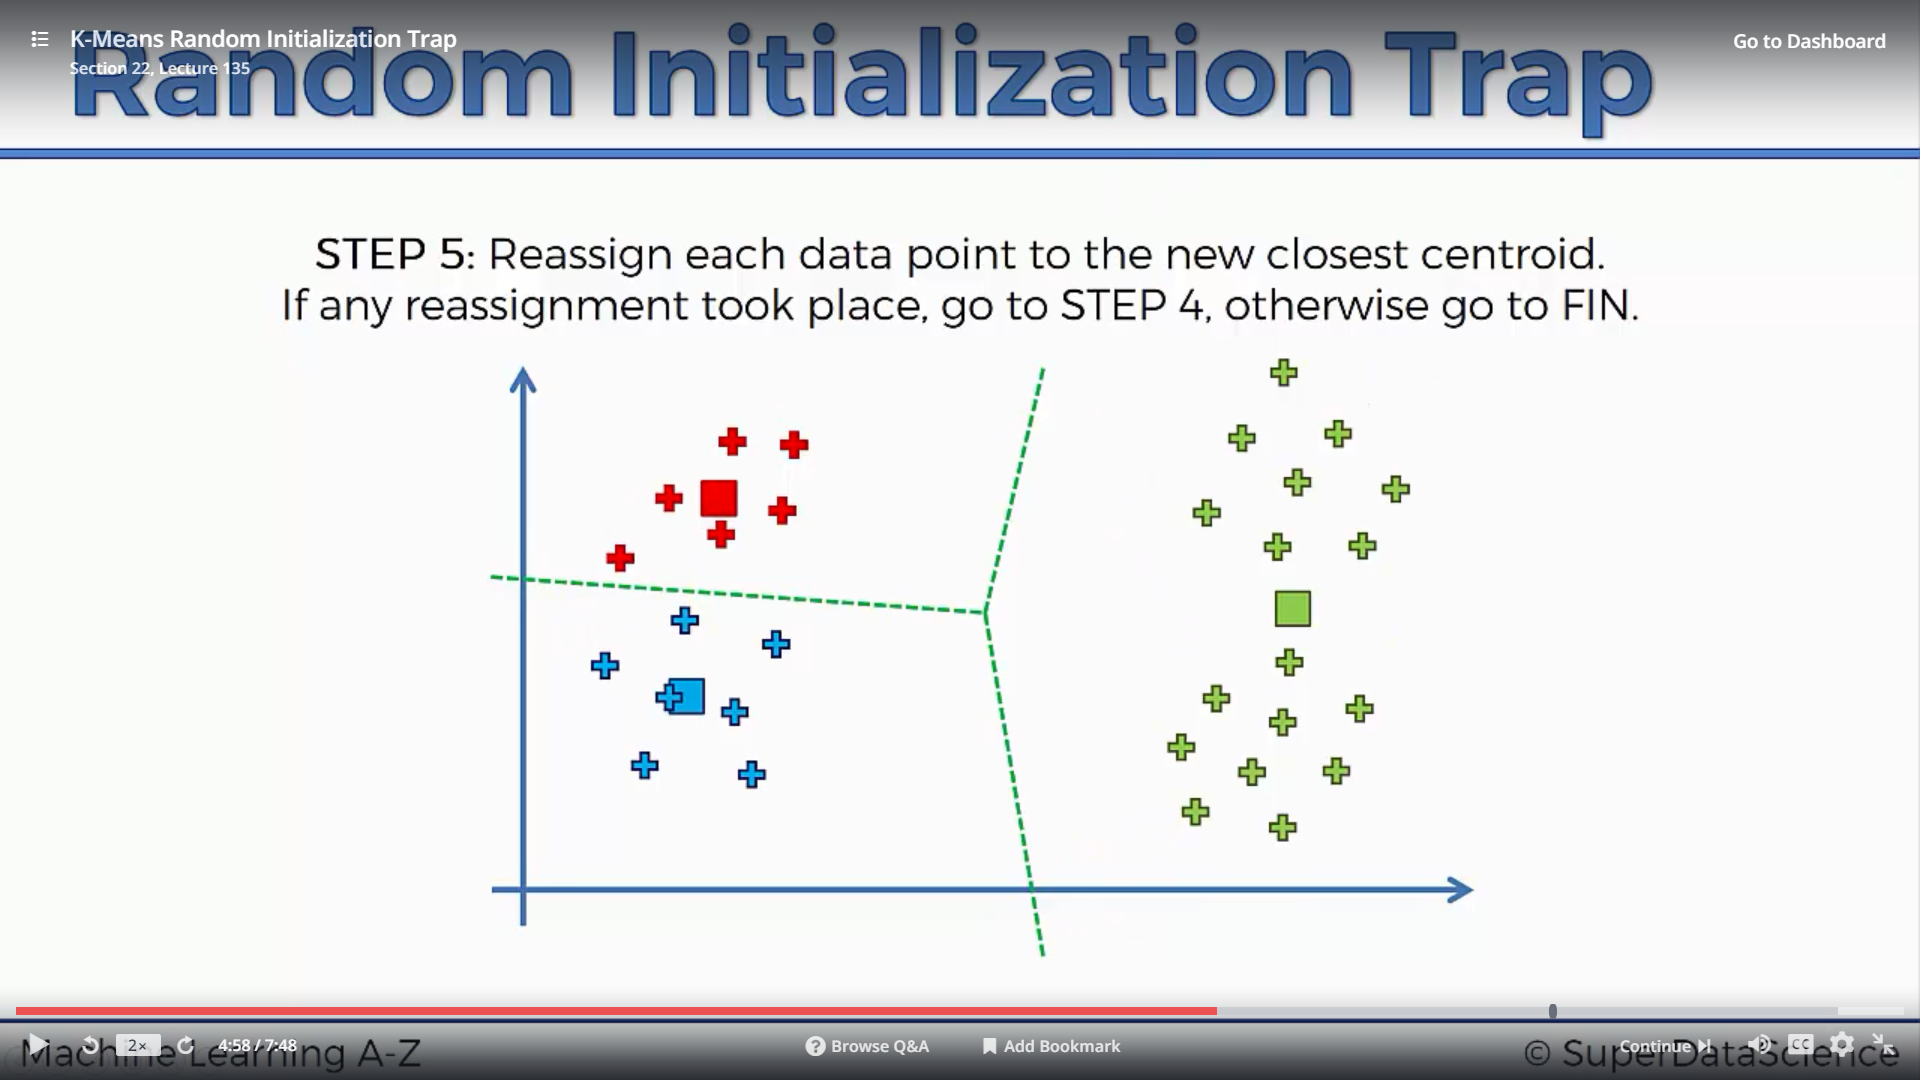 K-Means Random Initialization Trap
Go to Dashboard
Section 22, Lecture 135
Random Initialization Trap
STEP 5: Reassign each data point to the new closest centroid.
If any reassignment took place, go to STEP 4, otherwise go to FIN.
2×
4:58 / 7:48
? Browse Q&A
Add Bookmark
Continue
CC
Machine Learning A-Z
© SuperDataScience